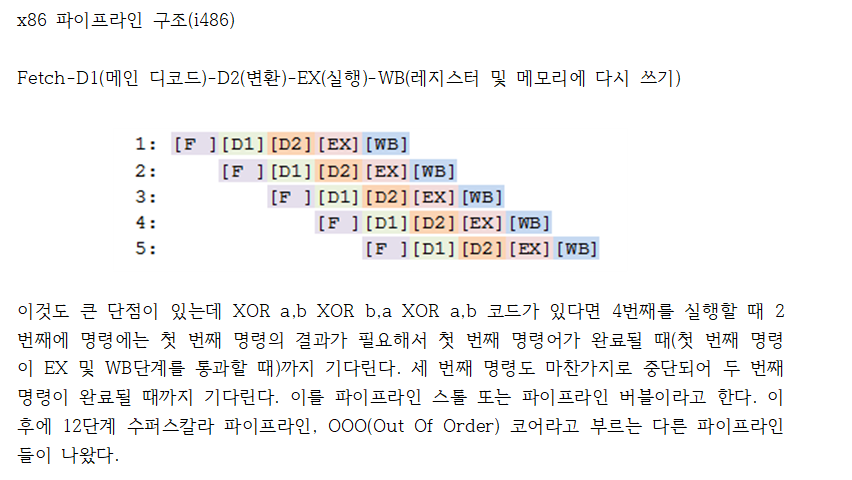 x86 파이프라인 구조(i486)
Fetch-D1(메인 디코드)-D2(변환)-EX(실행)-WB(레지스터 및 메모리에 다시 쓰기)
1: [F ][D1][D2][EX][WB]
2: [F ][D1][D2][EX][WB]
3: [F ][D1][D2][EX][WB]
4: [F ][D1][D2][EX][WB]
5: [F ][D1][D2][EX][WB]
이것도 큰 단점이 있는데 XOR a,b XOR b,a XOR a,b 코드가 있다면 4번째를 실행할 때 2
번째에 명령에는 첫 번째 명령의 결과가 필요해서 첫 번째 명령어가 완료될 때(첫 번째 명령
이 EX 및 WB단계를 통과할 때)까지 기다린다. 세 번째 명령도 마찬가지로 중단되어 두 번째
명령이 완료될 때까지 기다린다. 이를 파이프라인 스톨 또는 파이프라인 버블이라고 한다. 이
후에 12단계 수퍼스칼라 파이프라인, OOO(Out Of Order) 코어라고 부르는 다른 파이프라인
들이 나왔다.